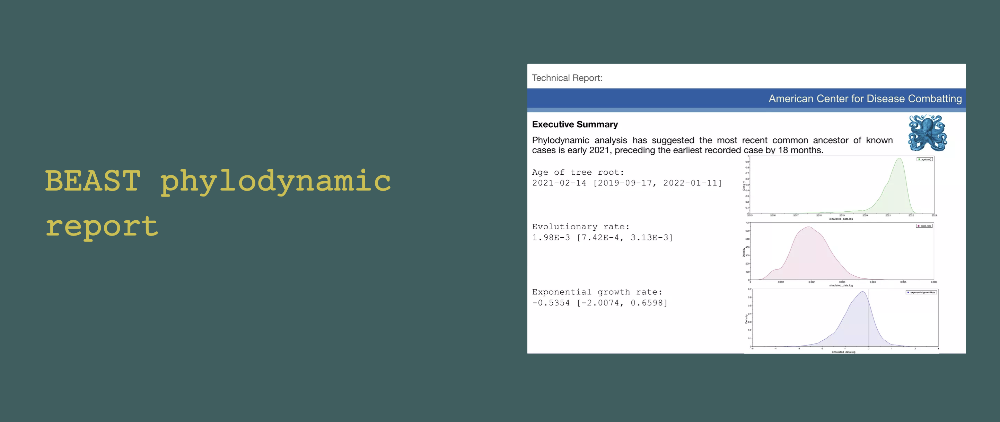 BEAST phylodynamic
report
Technical Report:
American Center for Disease Combatting
Executive Summary
Phylodynamic analysis has suggested the most recent common ancestor of known
cases is early 2021, preceding the earliest recorded case by 18 months.
Age of tree root:
2021-02-14 [2019-09-17, 2022-01-11]
age(root)
Density
1
0.9
0.8
0.7
0.6
0.5
0.4
0.3
0.2
0.1
0
2015 2016 2017 2018 2019 2020 2021 2022 2023
simulated_data.log
Evolutionary rate:
1.98E-3 [7.42E-4, 3.13E-3]
clock.rate
Density
700
600
500
400
300
200
100
0
0 0.001 0.002 0.003 0.004 0.005 0.006
simulated_data.log
Exponential growth rate:
-0.5354 [-2.0074, 0.6598]
exponential.growthRate
Density
0.7
0.6
0.5
0.4
0.3
0.2
0.1
0
-5 -4 -3 -2 -1 0 1 2 3
simulated_data.log